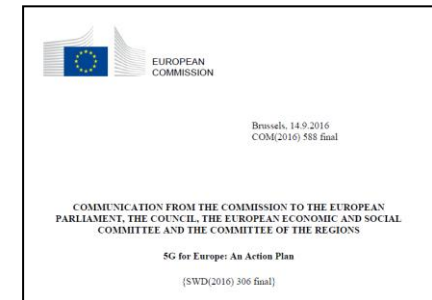 EUROPEAN
COMMISSION
Brussels, 14.9.2016
COM(2016) 588 final
COMMUNICATION FROM THE COMMISSION TO THE EUROPEAN
PARLIAMENT, THE COUNCIL, THE EUROPEAN ECONOMIC AND SOCIAL
COMMITTEE AND THE COMMITTEE OF THE REGIONS
5G for Europe: An Action Plan
{SWD(2016) 306 final}